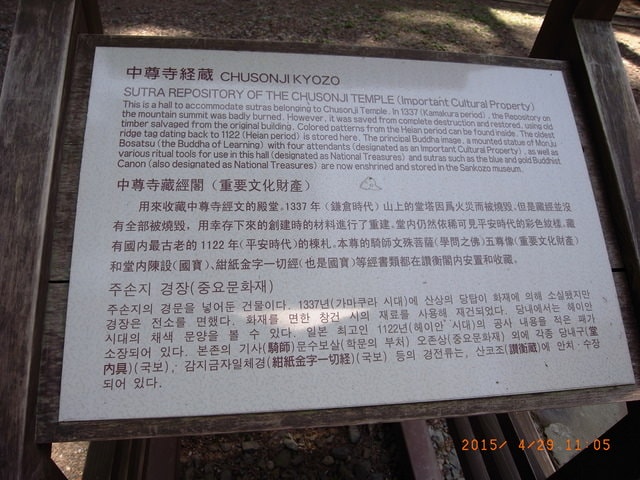 中尊寺経蔵 CHUSONJI KYOZO
SUTRA REPOSITORY OF THE CHUSONJI TEMPLE (Important Cultural Property)
This is a hall to accommodate sutras belonging to Chusonji Temple. In 1337 (Kamakura period), the Repository on
the mountain summit was badly burned. However, it was saved from complete destruction and restored, using old
timber salvaged from the original building. Colored patterns from the Heian period can be found inside. The oldest
ridge tag dating back to 1122 (Heian period) is stored here. The principal Buddha image, a mounted statue of Monju
Bosatsu (the Buddha of Learning) with four attendants (designated as an Important Cultural Property), as well as
various ritual tools for use in this hall (designated as National Treasures) and sutras such as the blue and gold Buddhist
Canon (also designated as National Treasures) are now enshrined and stored in the Sankozo museum.
中尊寺藏經閣（重要文化財產）
用來收藏中尊寺經文的殿堂。1337年（鎌倉時代）山上的堂塔因爲火災而被燒毀，但是藏經並沒
有全部被燒毀，用幸存下來的創建時的材料進行了重建。堂内仍然依稀可見平安時代的彩色紋樣。藏
有國内最古老的1122年（平安時代）的棟札。本尊的騎師文殊菩薩（學問之佛）五尊像（重要文化財產）
和堂内陳設（國寶）、紺紙金字一切經（也是國寶）等經書類都在讚衡閣内安置和收藏。
주손지 경장(중요문화재)
주손지의 경문을 넣어둔 건물이다. 1337년(가마쿠라 시대)에 산상의 당탑이 화재에 의해 소실됐지만
경장은 전소를 면했다. 화재를 면한 창건 시의 재료를 사용해 재건되었다. 당내에서는 헤이안
시대의 채색 문양을 볼 수 있다. 일본 최고인 1122년(헤이안 시대)의 공사 내용을 적은 패가
소장되어 있다. 본존의 기사(騎師)문수보살(학문의 부처) 오존상(중요문화재) 외에 각종 당내구(堂
内具)(국보), 감지금자일체경(紺紙金字一切経)(국보) 등의 경전류는, 산코조(讃衡蔵)에 안치·수장
되어 있다.
2015/ 4/29 11:05